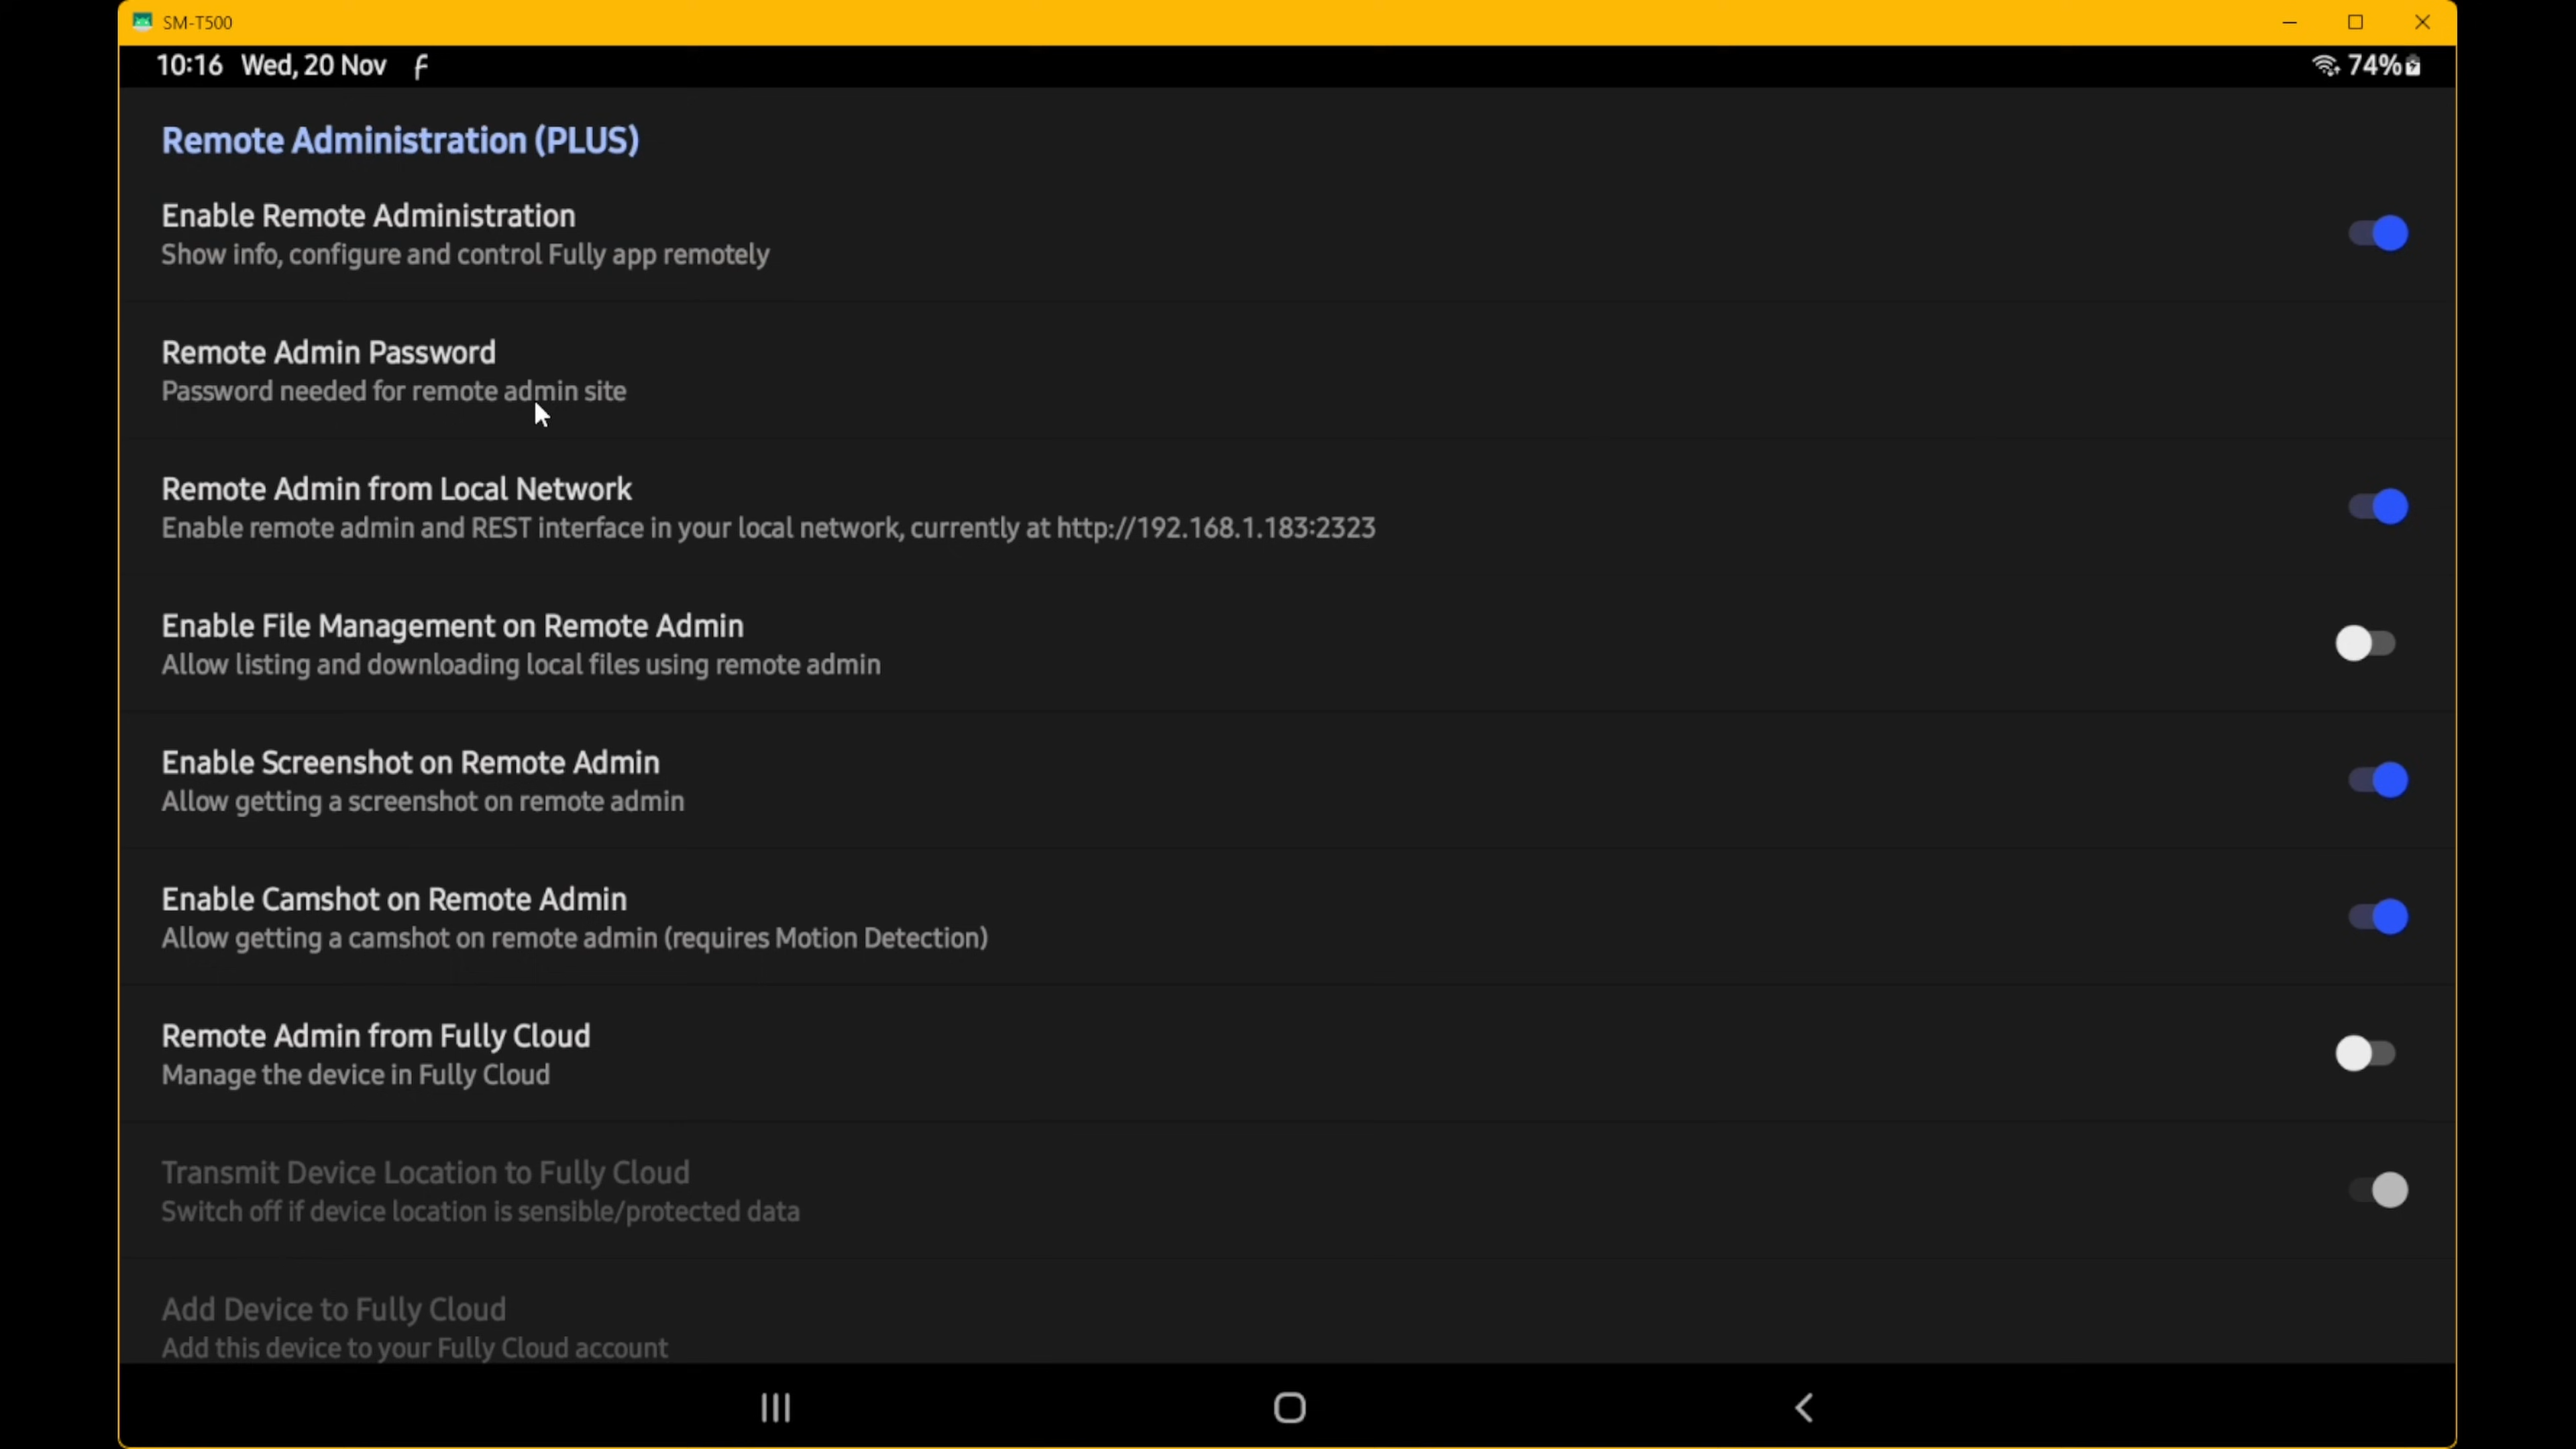 SM-T500
10:16 Wed, 20 Nov f
74%
Remote Administration (PLUS)
Enable Remote Administration
Show info, configure and control Fully app remotely
Remote Admin Password
Password needed for remote admin site
Remote Admin from Local Network
Enable remote admin and REST interface in your local network, currently at http://192.168.1.183:2323
Enable File Management on Remote Admin
Allow listing and downloading local files using remote admin
Enable Screenshot on Remote Admin
Allow getting a screenshot on remote admin
Enable Camshot on Remote Admin
Allow getting a camshot on remote admin (requires Motion Detection)
Remote Admin from Fully Cloud
Manage the device in Fully Cloud
Transmit Device Location to Fully Cloud
Switch off if device location is sensible/protected data
Add Device to Fully Cloud
Add this device to your Fully Cloud account